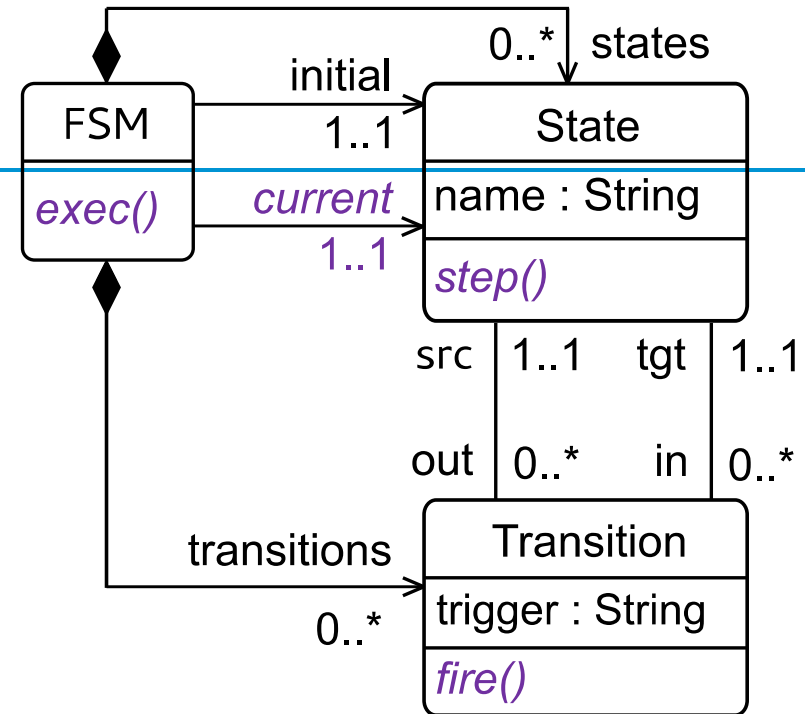 0..* states
initial
1..1
FSM
State
exec()
current
1..1
name : String
step()
src 1..1 tgt 1..1
out 0..* in 0..*
transitions
0..*
Transition
trigger : String
fire()